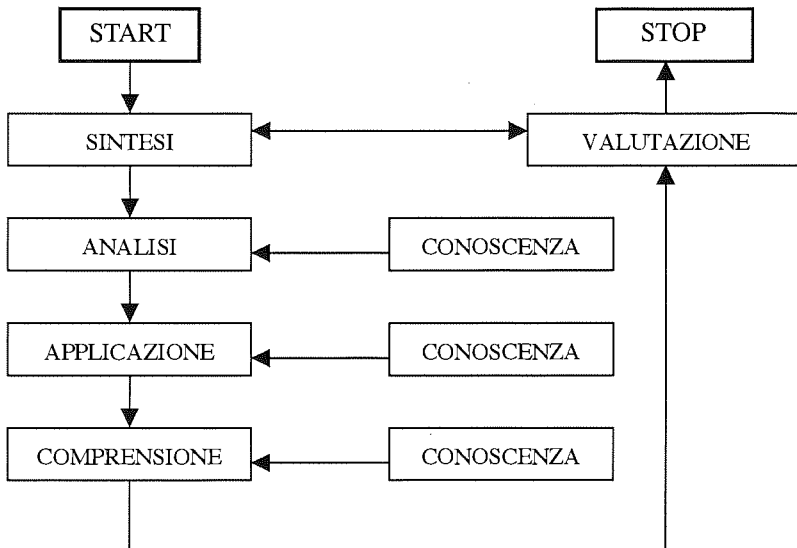 START
STOP
SINTESI
VALUTAZIONE
ANALISI
CONOSCENZA
APPLICAZIONE
CONOSCENZA
COMPRENSIONE
CONOSCENZA